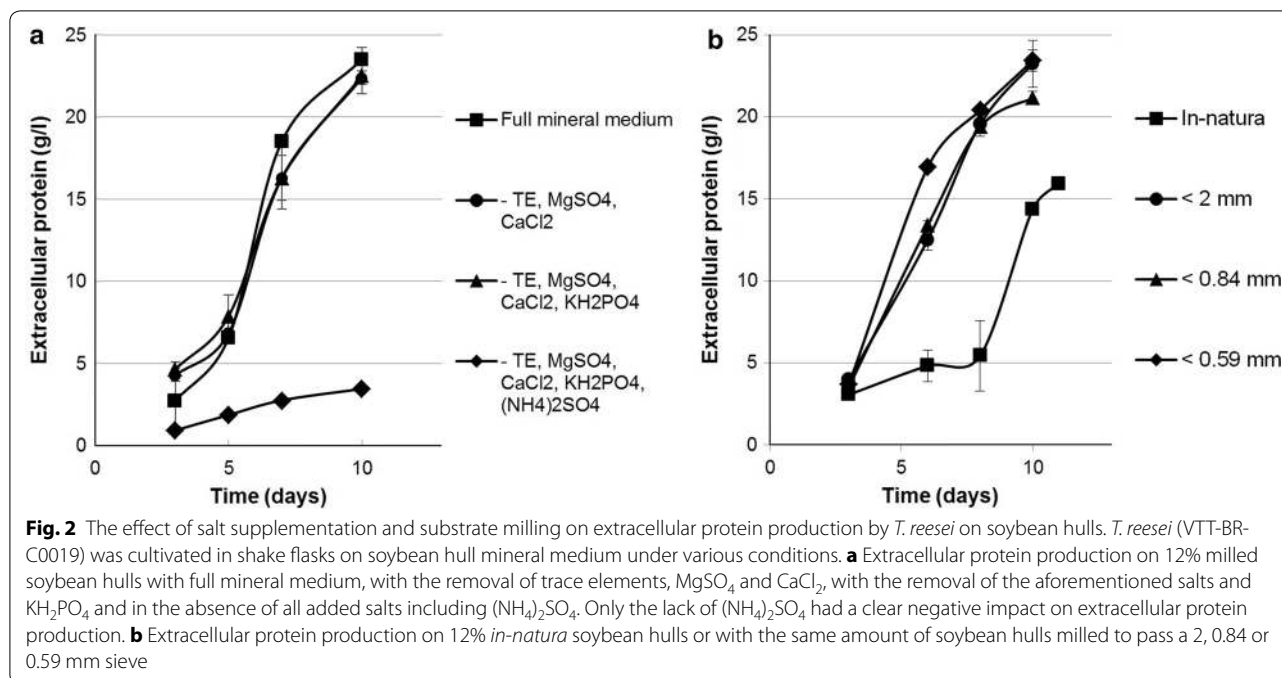 a
25
20
15
10
5
0
0 5 10
Extracellular protein (g/l)
Time (days)
Full mineral medium
- TE, MgSO4,
CaCl2
- TE, MgSO4,
CaCl2, KH2PO4
- TE, MgSO4,
CaCl2, KH2PO4,
(NH4)2SO4
b
25
20
15
10
5
0
0 5 10
Extracellular protein (g/l)
Time (days)
In-natura
< 2 mm
< 0.84 mm
< 0.59 mm
Fig. 2 The effect of salt supplementation and substrate milling on extracellular protein production by T. reesei on soybean hulls. T. reesei (VTT-BR-
C0019) was cultivated in shake flasks on soybean hull mineral medium under various conditions. a Extracellular protein production on 12% milled
soybean hulls with full mineral medium, with the removal of trace elements, MgSO₄ and CaCl₂, with the removal of the aforementioned salts and
KH₂PO₄ and in the absence of all added salts including (NH₄)₂SO₄. Only the lack of (NH₄)₂SO₄ had a clear negative impact on extracellular protein
production. b Extracellular protein production on 12% in-natura soybean hulls or with the same amount of soybean hulls milled to pass a 2, 0.84 or
0.59 mm sieve